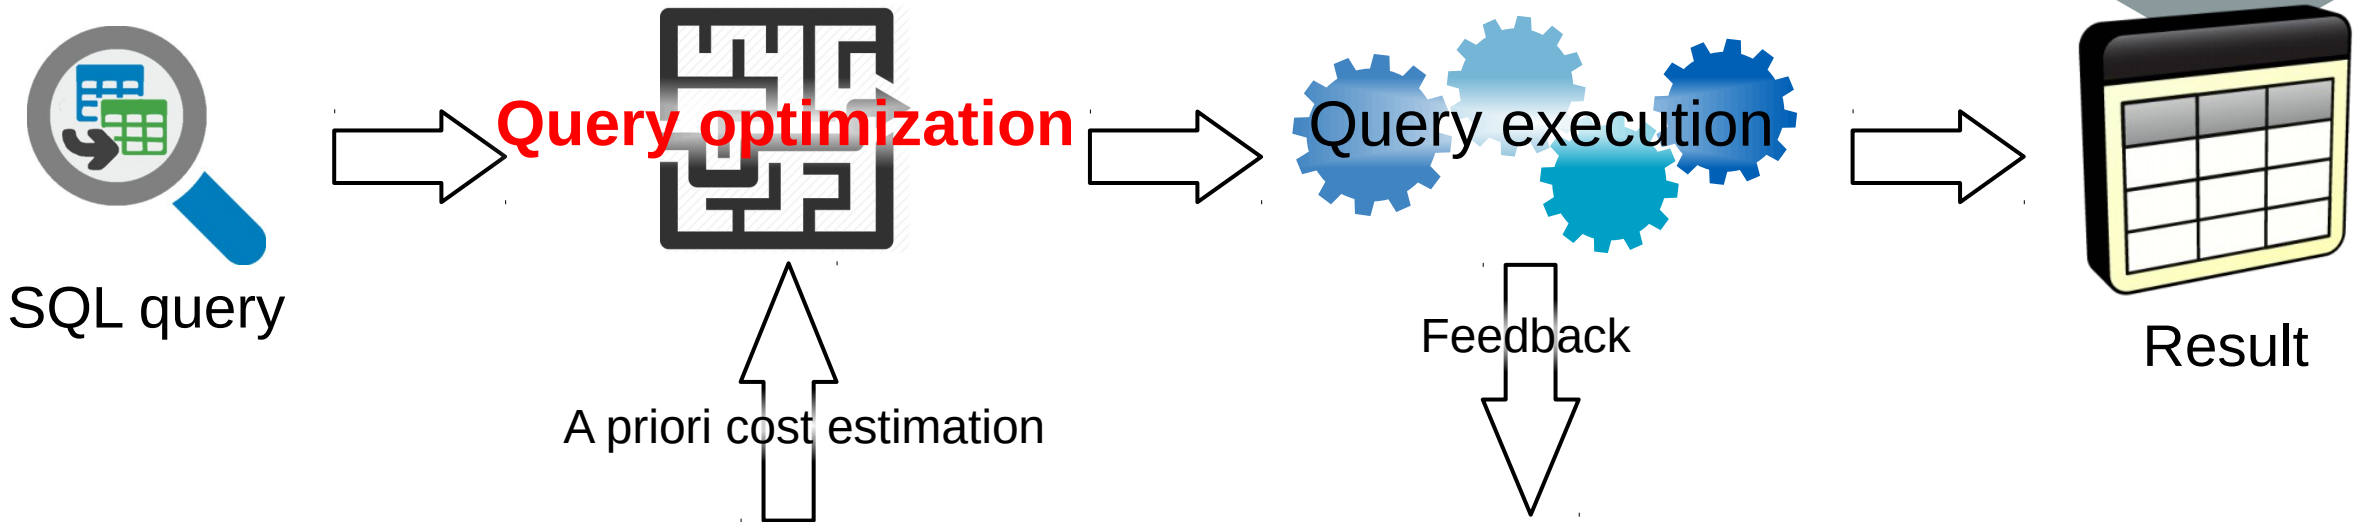 Query optimization
Query execution
SQL query
Feedback
Result
A priori cost estimation